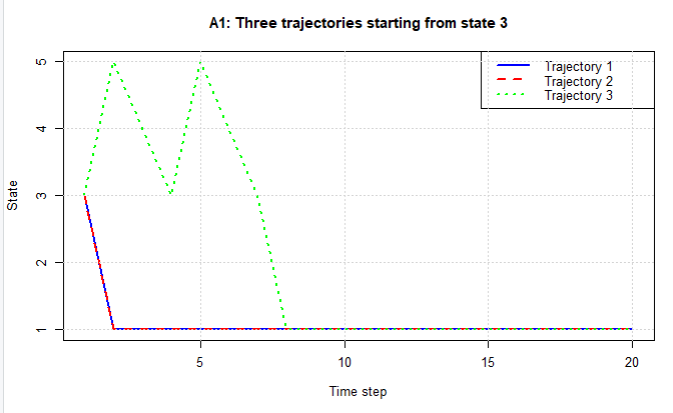 A1: Three trajectories starting from state 3
Trajectory 1
Trajectory 2
Trajectory 3
State
5
4
3
2
1
5
10
15
20
Time step